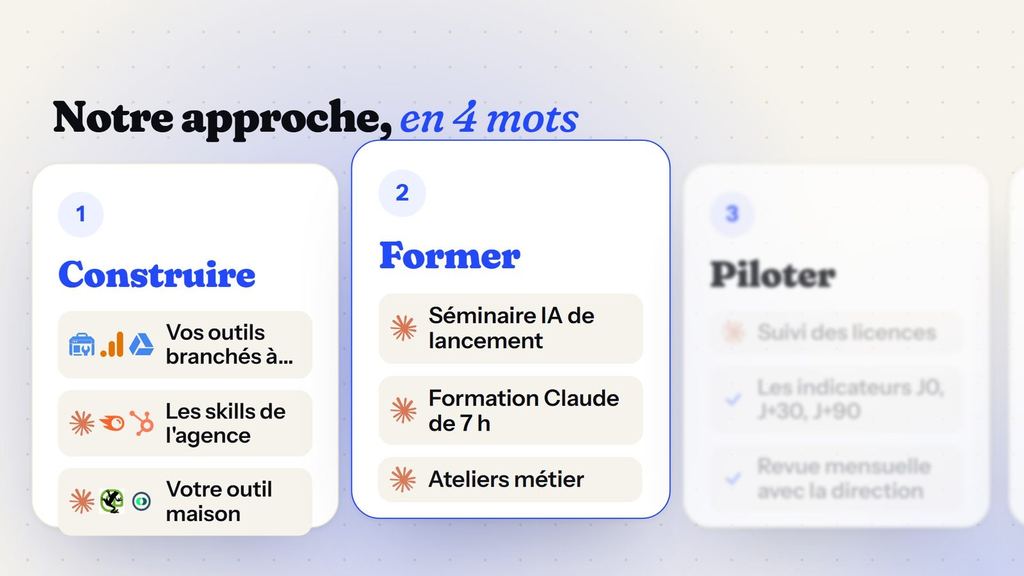 Notre approche, en 4 mots
1
Construire
Vos outils
branchés à...
Les skills de
l'agence
Votre outil
maison
2
Former
Séminaire IA de
lancement
Formation Claude
de 7 h
Ateliers métier
3
Piloter
Suivi des licences
Les indicateurs J0,
J+30, J+90
Revue mensuelle
avec la direction